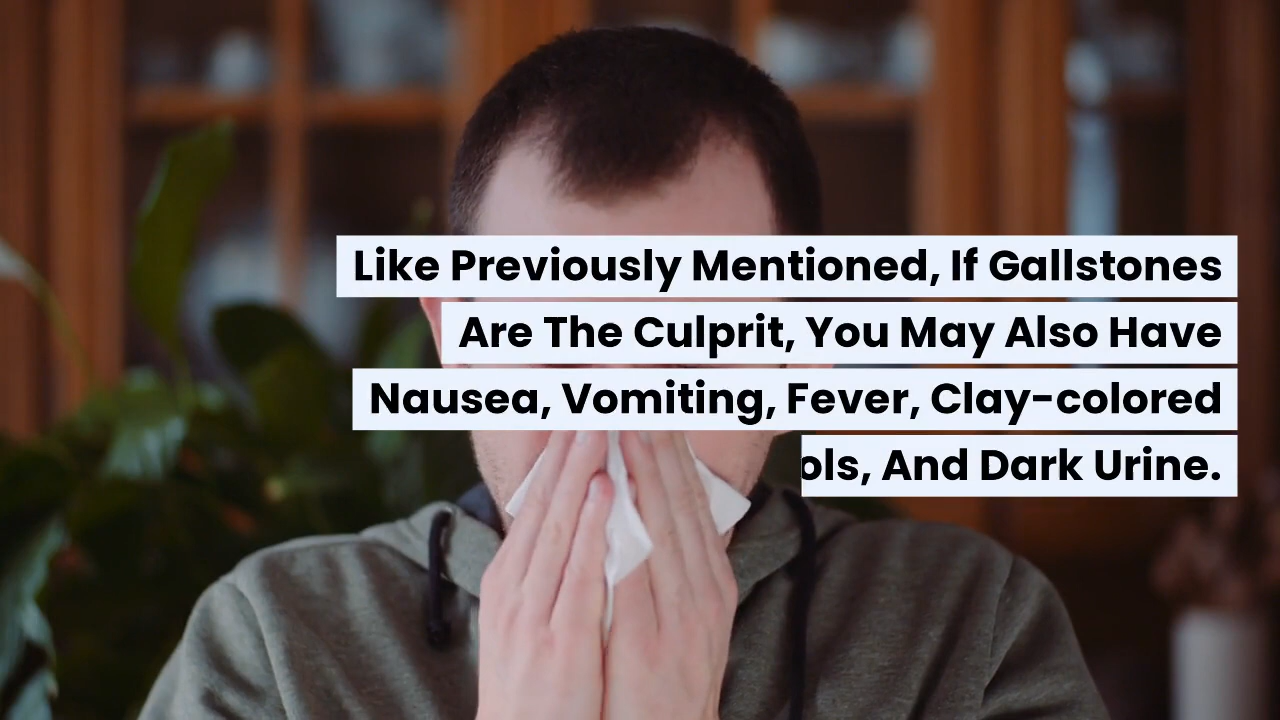 Like Previously Mentioned, If Gallstones
Are The Culprit, You May Also Have
Nausea, Vomiting, Fever, Clay-colored
ols, And Dark Urine.